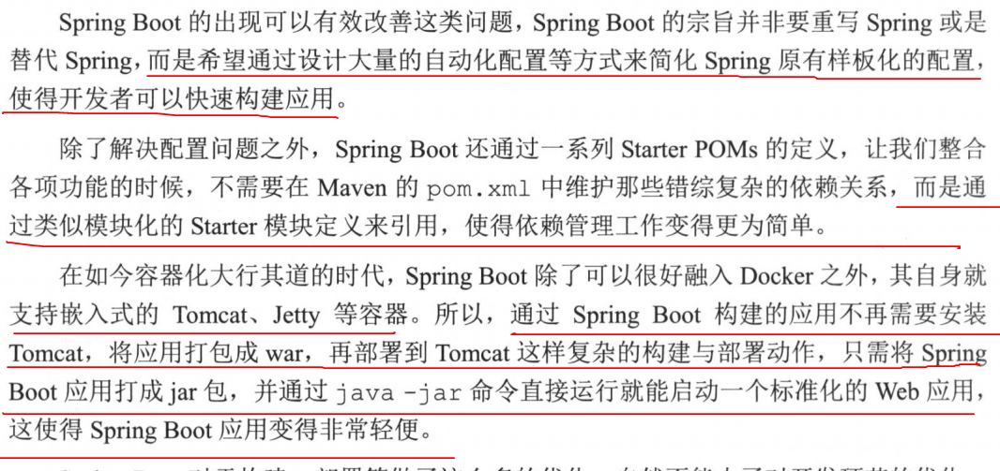 Spring Boot 的出现可以有效改善这类问题，Spring Boot 的宗旨并非要重写 Spring 或是
替代 Spring，而是希望通过设计大量的自动化配置等方式来简化 Spring 原有样板化的配置，
使得开发者可以快速构建应用。
除了解决配置问题之外，Spring Boot 还通过一系列 Starter POMs 的定义，让我们整合
各项功能的时候，不需要在 Maven 的 pom.xml 中维护那些错综复杂的依赖关系，而是通
过类似模块化的 Starter 模块定义来引用，使得依赖管理工作变得更为简单。
在如今容器化大行其道的时代，Spring Boot 除了可以很好融入 Docker 之外，其自身就
支持嵌入式的 Tomcat、Jetty 等容器。所以，通过 Spring Boot 构建的应用不再需要安装
Tomcat，将应用打包成 war，再部署到 Tomcat 这样复杂的构建与部署动作，只需将 Spring
Boot 应用打成 jar 包，并通过 java -jar 命令直接运行就能启动一个标准化的 Web 应用，
这使得 Spring Boot 应用变得非常轻便。